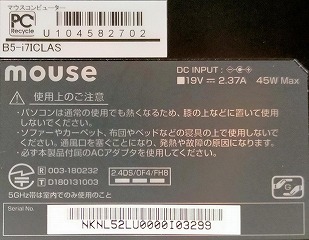 マウスコンピューター
PC
Recycle
U104582702
B5-i7ICLAS
mouse
DC INPUT:
19V 2.37A 45W Max
使用上のご注意
・パソコンは通常の使用でも熱くなるため、膝の上などに置いて使用
しないでください。
・ソファーやカーペット、布団やベッドなどの寝具の上で使用しない
でください。通風口を塞ぐことになり、発熱や故障の原因になります。
・必ず本製品付属のACアダプタを使用してください。
R 003-180232
T D180131003
2.4DS/OF4/FH8
5GHz帯は室内でのみ使用のこと
Serial No.
NKNL52LU0000I03299